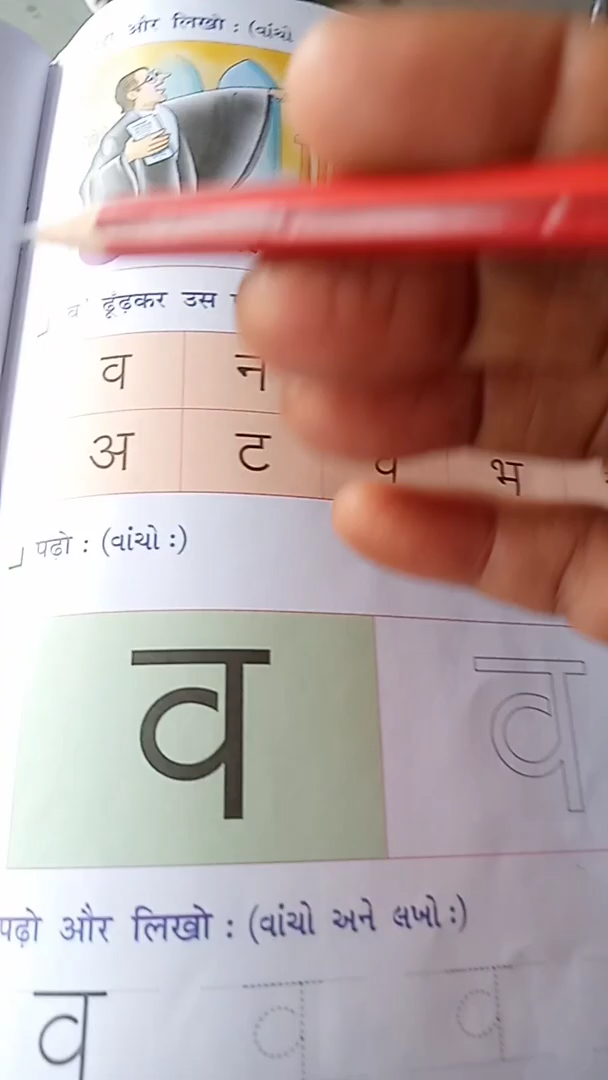 और लिखो : (વાંચો
'व' ढूंढ़कर उस
व न
अ ट व भ
पढ़ो : (વાંચો :)
व व
पढ़ो और लिखो : (વાંચો અને લખો :)
व व व